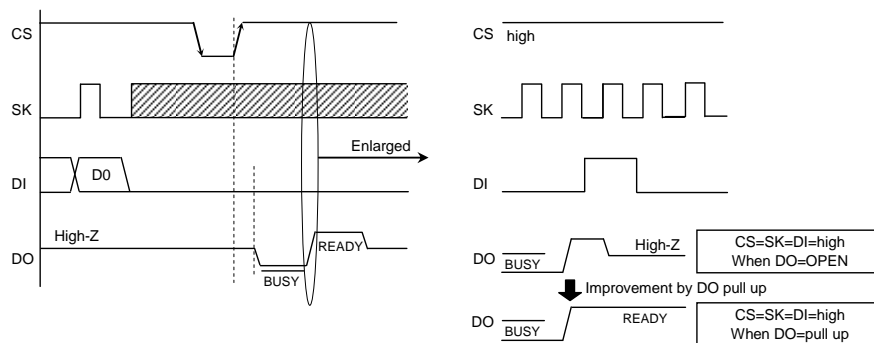 CS
SK
DI
D0
DO
High-Z
BUSY
READY
Enlarged
CS high
SK
DI
DO
BUSY
High-Z
CS=SK=DI=high
When DO=OPEN
Improvement by DO pull up
DO
BUSY
READY
CS=SK=DI=high
When DO=pull up